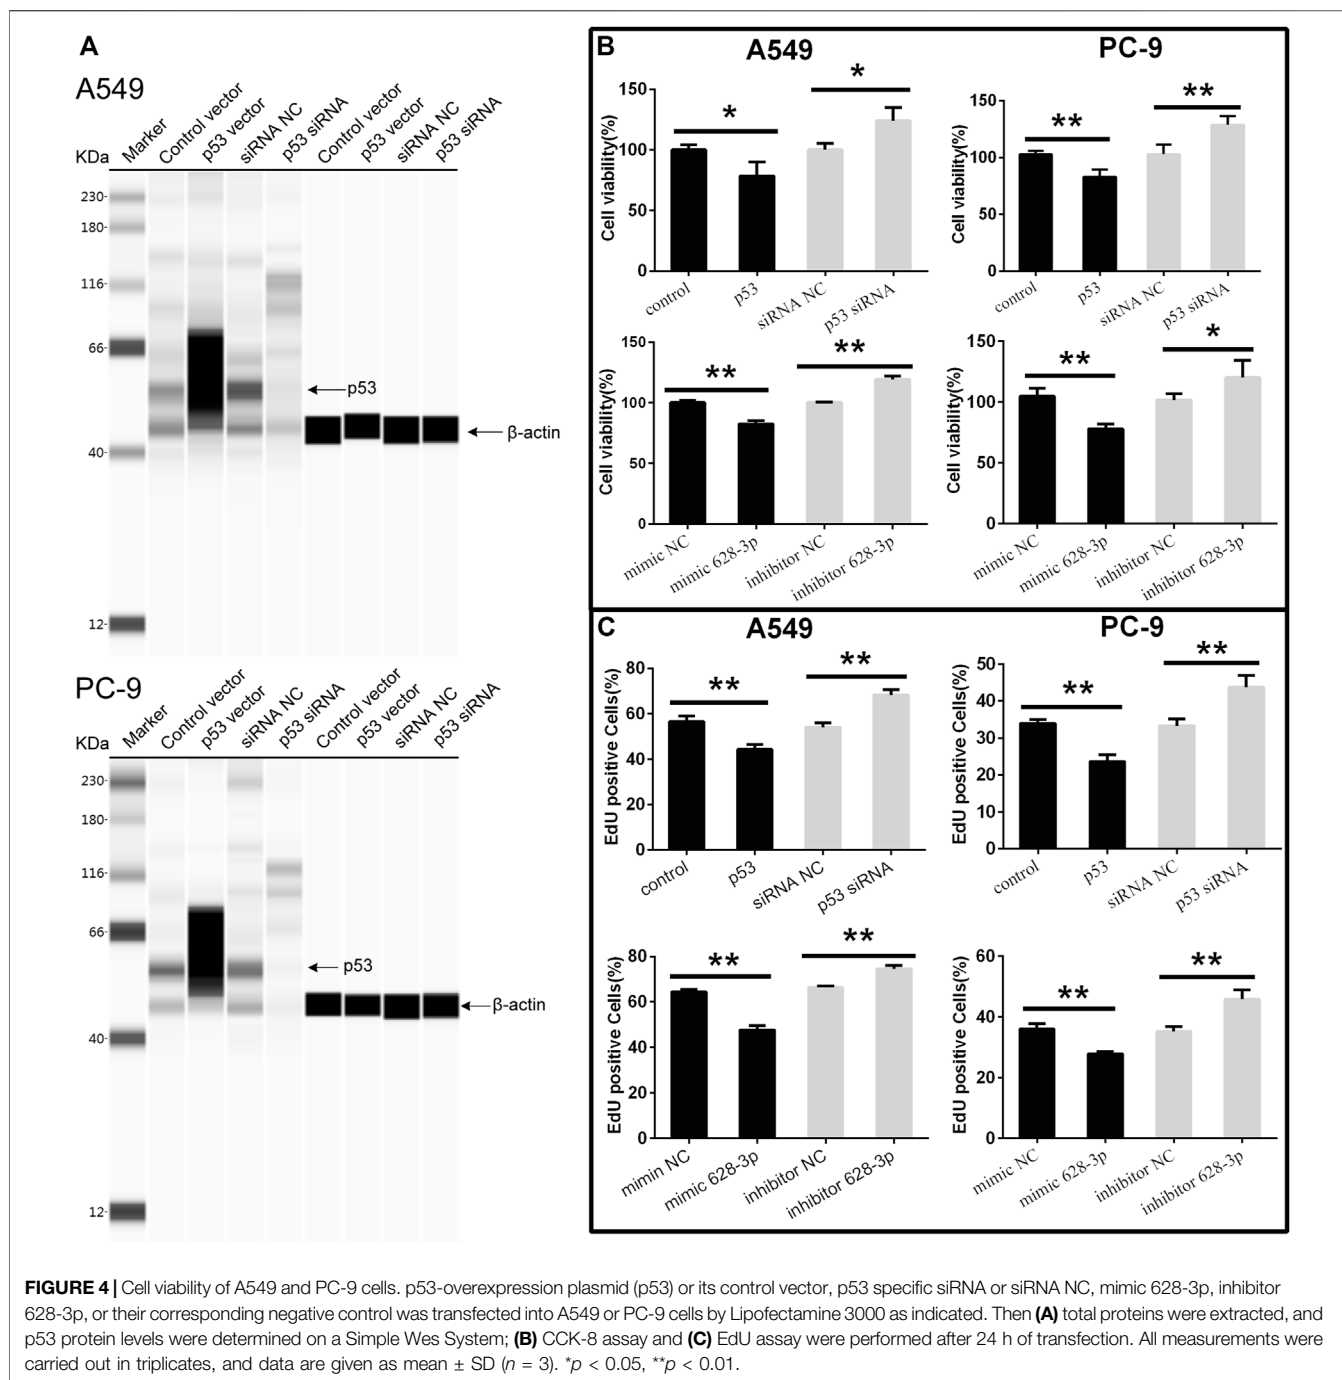 A
A549
KDa
Marker
Control vector
p53 vector
siRNA NC
p53 siRNA
Control vector
p53 vector
siRNA NC
p53 siRNA
230-
180-
116-
66-
40-
12-
p53
β-actin
PC-9
KDa
Marker
Control vector
p53 vector
siRNA NC
p53 siRNA
Control vector
p53 vector
siRNA NC
p53 siRNA
230-
180-
116-
66-
40-
12-
p53
β-actin
B
A549
PC-9
Cell viability(%)
150
100
50
0
*
*
control
p53
siRNA NC
p53 siRNA
Cell viability(%)
150
100
50
0
**
**
control
p53
siRNA NC
p53 siRNA
Cell viability(%)
150
100
50
0
**
**
mimic NC
mimic 628-3p
inhibitor NC
inhibitor 628-3p
Cell viability(%)
150
100
50
0
**
*
mimic NC
mimic 628-3p
inhibitor NC
inhibitor 628-3p
C
A549
PC-9
EdU positive Cells(%)
80
60
40
20
0
**
**
control
p53
siRNA NC
p53 siRNA
EdU positive Cells(%)
50
40
30
20
10
0
**
**
control
p53
siRNA NC
p53 siRNA
EdU positive Cells(%)
80
60
40
20
0
**
**
mimin NC
mimic 628-3p
inhibitor NC
inhibitor 628-3p
EdU positive Cells(%)
60
40
20
0
**
**
mimic NC
mimic 628-3p
inhibitor NC
inhibitor 628-3p
FIGURE 4 | Cell viability of A549 and PC-9 cells. p53-overexpression plasmid (p53) or its control vector, p53 specific siRNA or siRNA NC, mimic 628-3p, inhibitor
628-3p, or their corresponding negative control was transfected into A549 or PC-9 cells by Lipofectamine 3000 as indicated. Then (A) total proteins were extracted, and
p53 protein levels were determined on a Simple Wes System; (B) CCK-8 assay and (C) EdU assay were performed after 24 h of transfection. All measurements were
carried out in triplicates, and data are given as mean ± SD (n = 3). *p < 0.05, **p < 0.01.